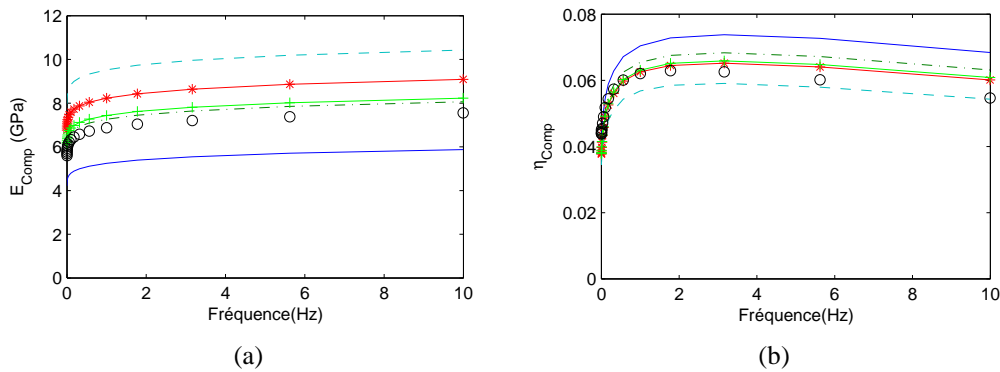 12
10
8
6
4
2
0
E_Comp (GPa)
0 2 4 6 8 10
Fréquence(Hz)
(a)
0.08
0.06
0.04
0.02
0
η_Comp
0 2 4 6 8 10
Fréquence(Hz)
(b)